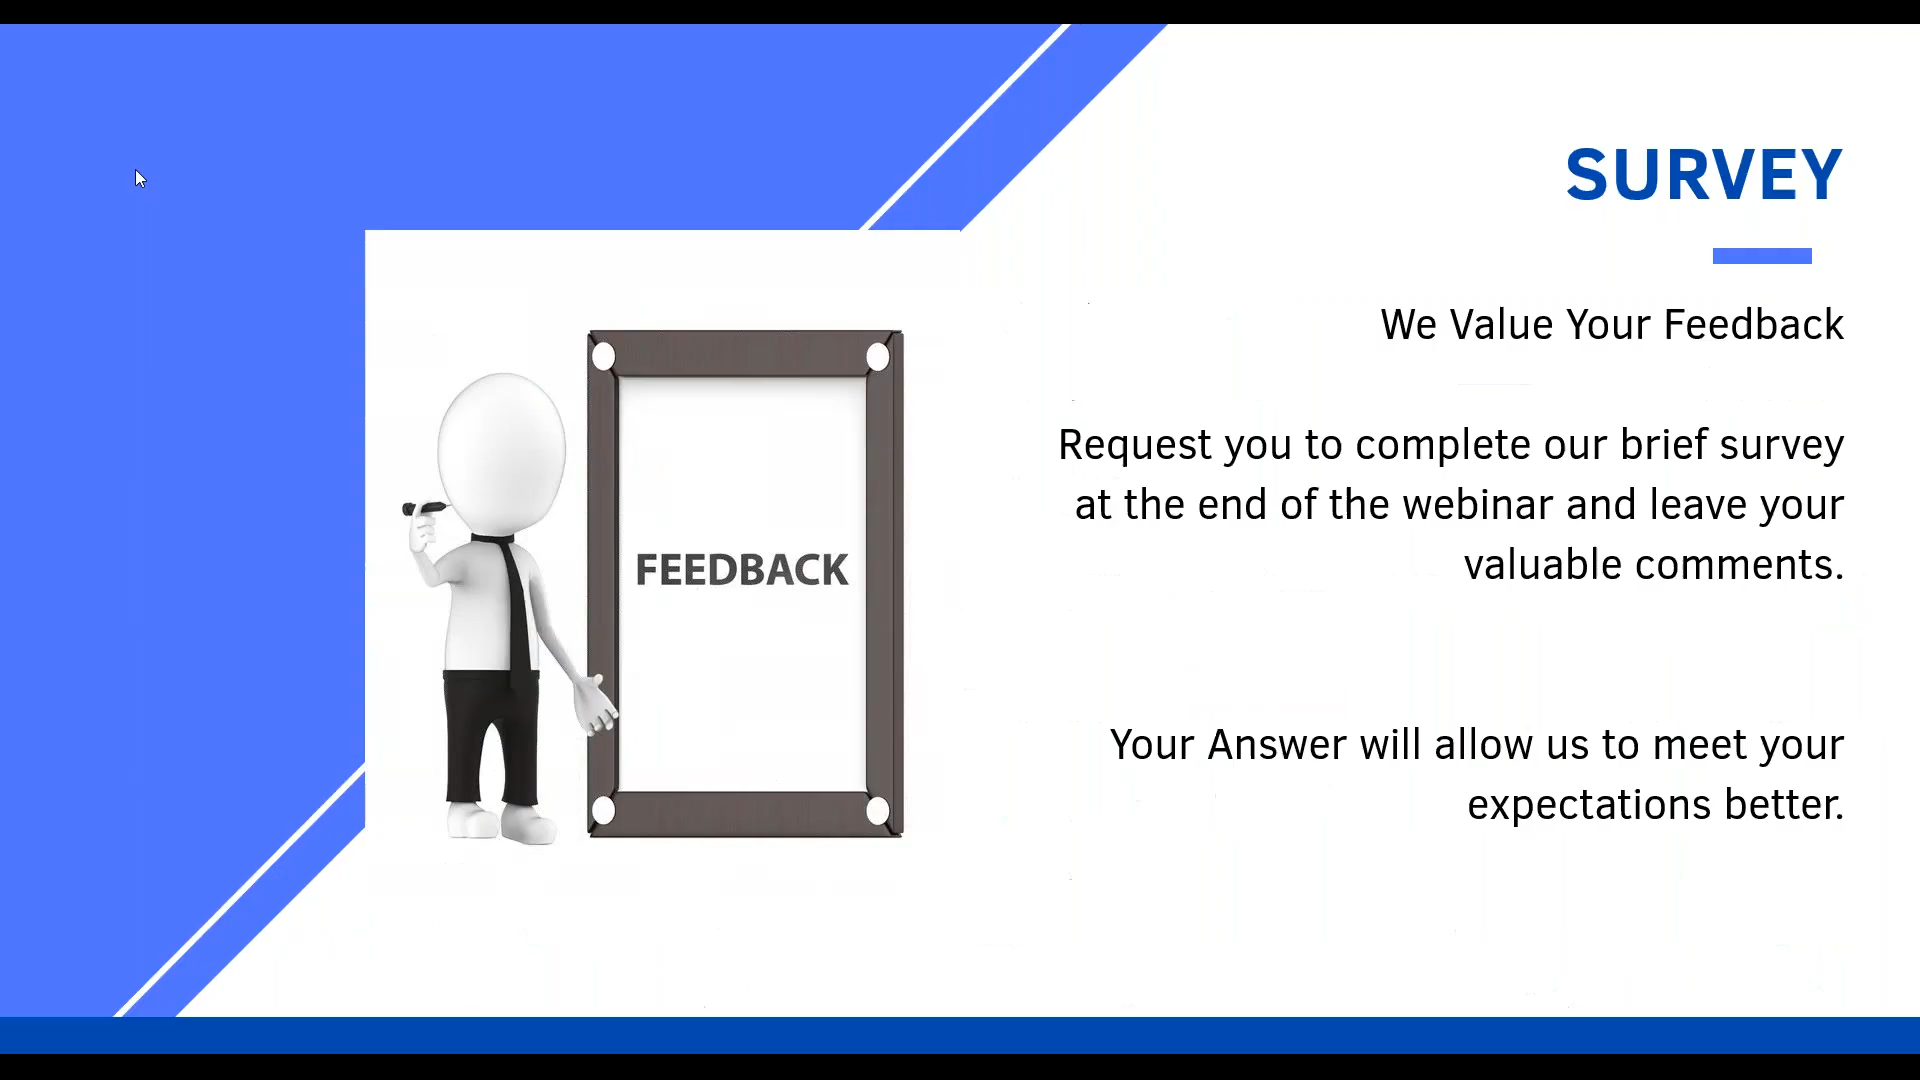 SURVEY
We Value Your Feedback
Request you to complete our brief survey
at the end of the webinar and leave your
valuable comments.
FEEDBACK
Your Answer will allow us to meet your
expectations better.